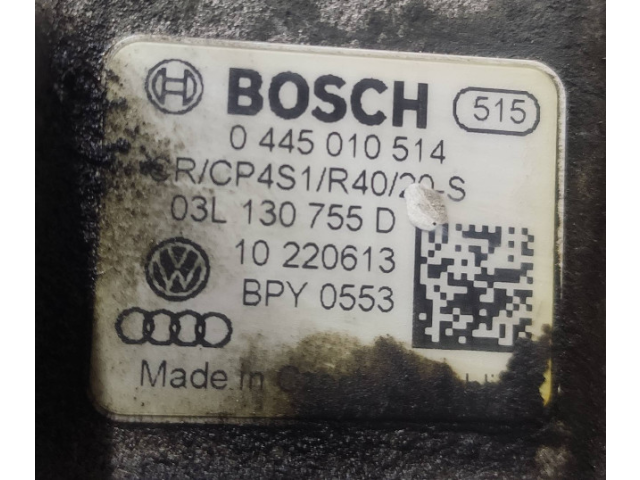 BOSCH 515
0 445 010 514
CR/CP4S1/R40/20-S
03L 130 755 D
10 220613
BPY 0553
Made in